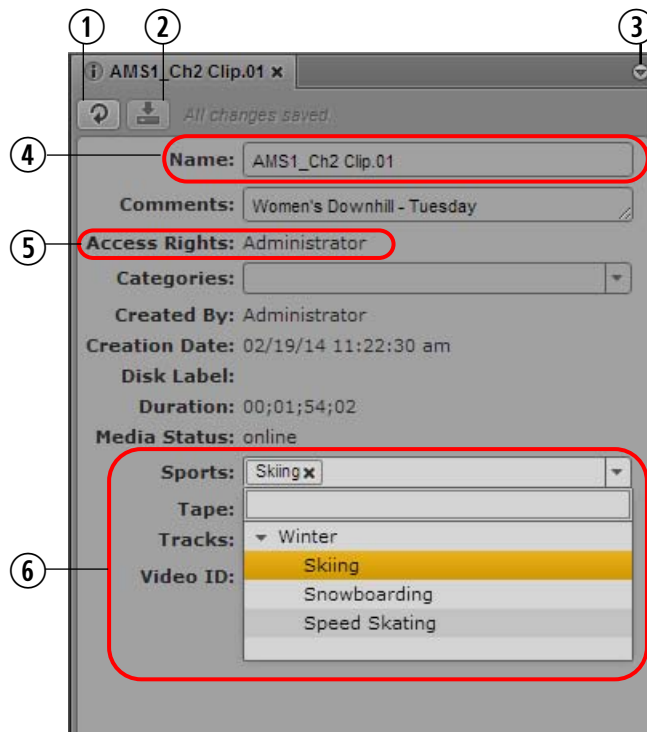 1 2 3
AMS1_Ch2 Clip.01 x
All changes saved.
4
Name: AMS1_Ch2 Clip.01
Comments: Women's Downhill - Tuesday
5
Access Rights: Administrator
Categories:
Created By: Administrator
Creation Date: 02/19/14 11:22:30 am
Disk Label:
Duration: 00;01;54;02
Media Status: online
Sports: Skiing x
Tape:
Tracks: Winter
6
Skiing
Video ID:
Snowboarding
Speed Skating